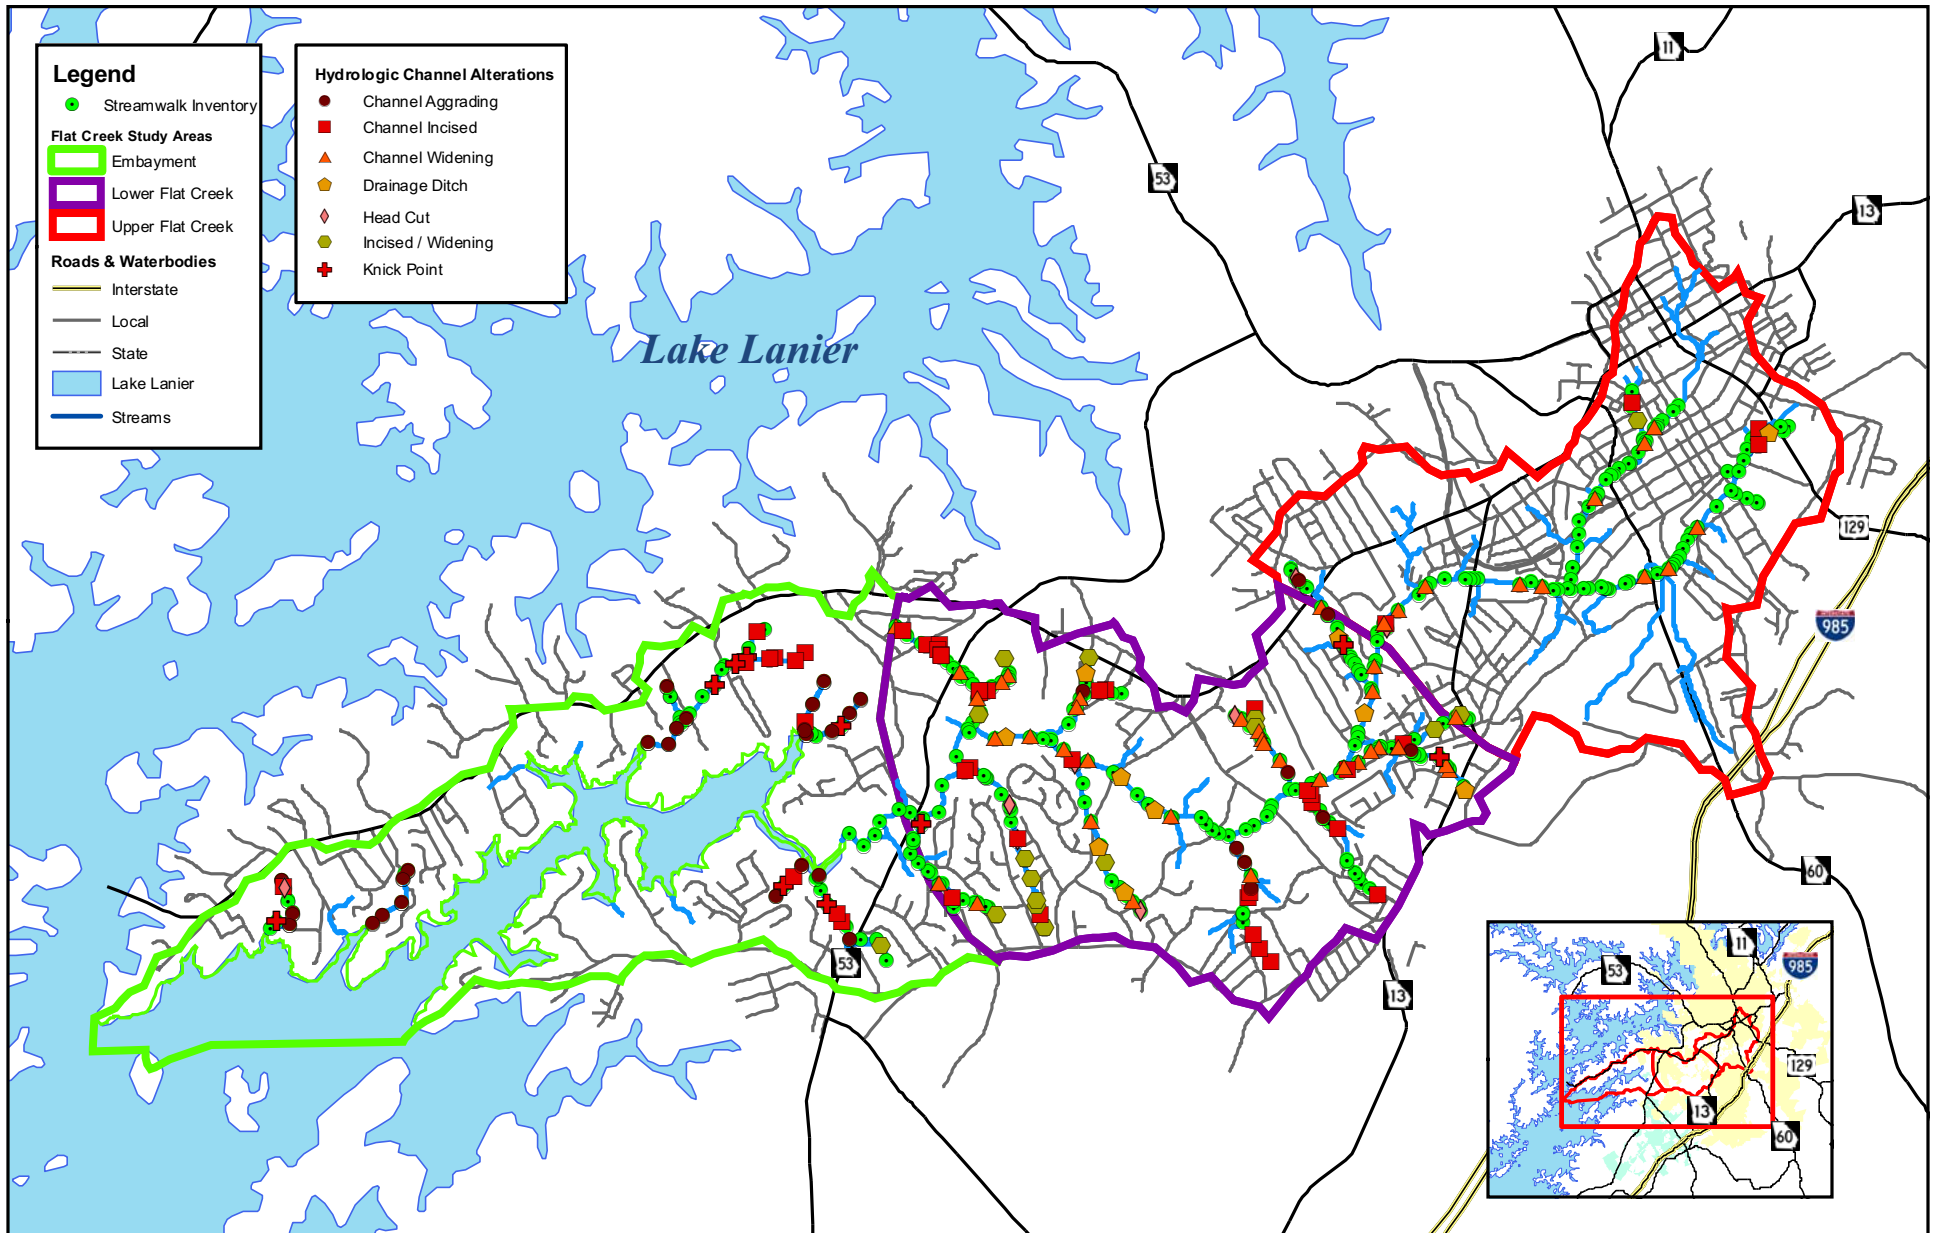 Legend
Streamwalk Inventory
Flat Creek Study Areas
Embayment
Lower Flat Creek
Upper Flat Creek
Roads & Waterbodies
Interstate
Local
State
Lake Lanier
Streams
Hydrologic Channel Alterations
Channel Aggrading
Channel Incised
Channel Widening
Drainage Ditch
Head Cut
Incised / Widening
Knick Point
Lake Lanier
11
53
13
129
985
60
53
13
11
53
985
129
13
60